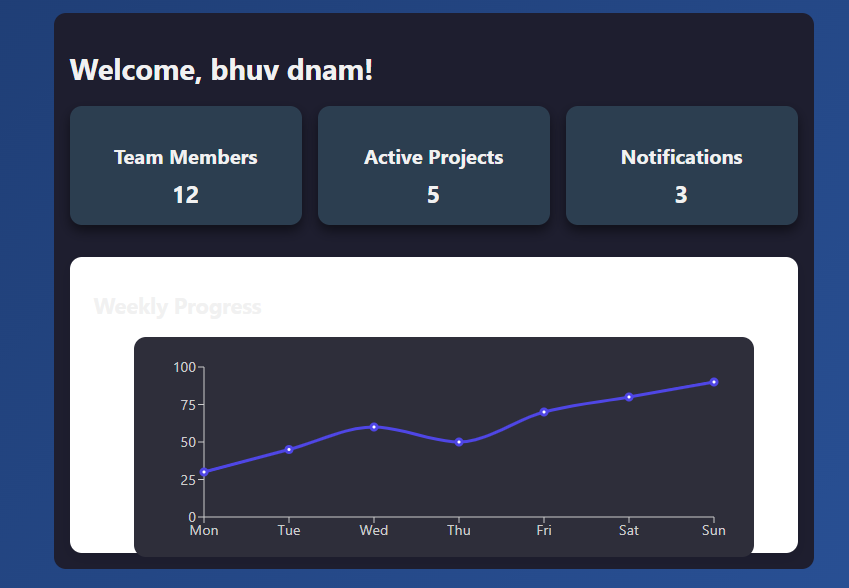 Welcome, bhuv dnam!
Team Members
Active Projects
Notifications
12
5
3
Weekly Progress
100
75
50
25
0
Mon Tue Wed Thu Fri Sat Sun